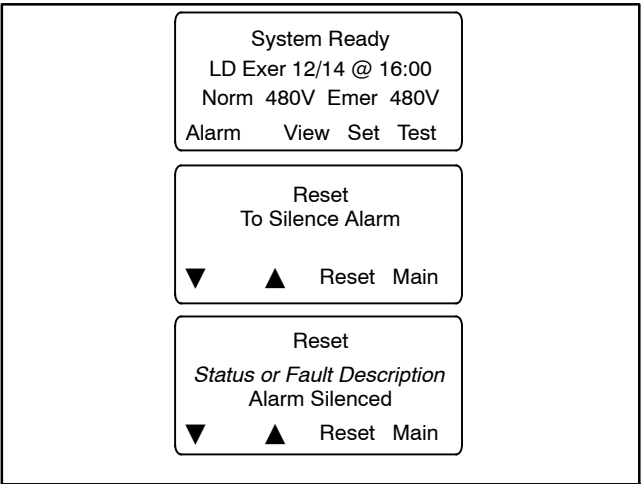 System Ready
LD Exer 12/14 @ 16:00
Norm 480V Emer 480V
Alarm View Set Test
Reset
To Silence Alarm
▼ ▲ Reset Main
Reset
Status or Fault Description
Alarm Silenced
▼ ▲ Reset Main